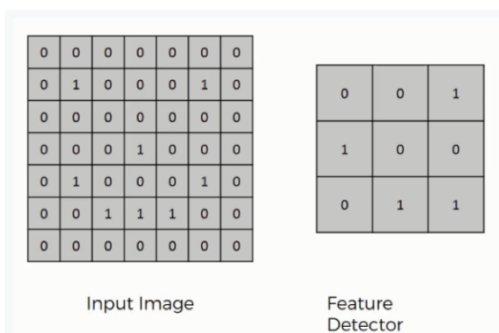 0 0 0 0 0 0 0
0 1 0 0 0 1 0
0 0 0 0 0 0 0
0 0 0 1 0 0 0
0 1 0 0 0 1 0
0 0 1 1 1 0 0
0 0 0 0 0 0 0
0 0 1
1 0 0
0 1 1
Input Image
Feature
Detector